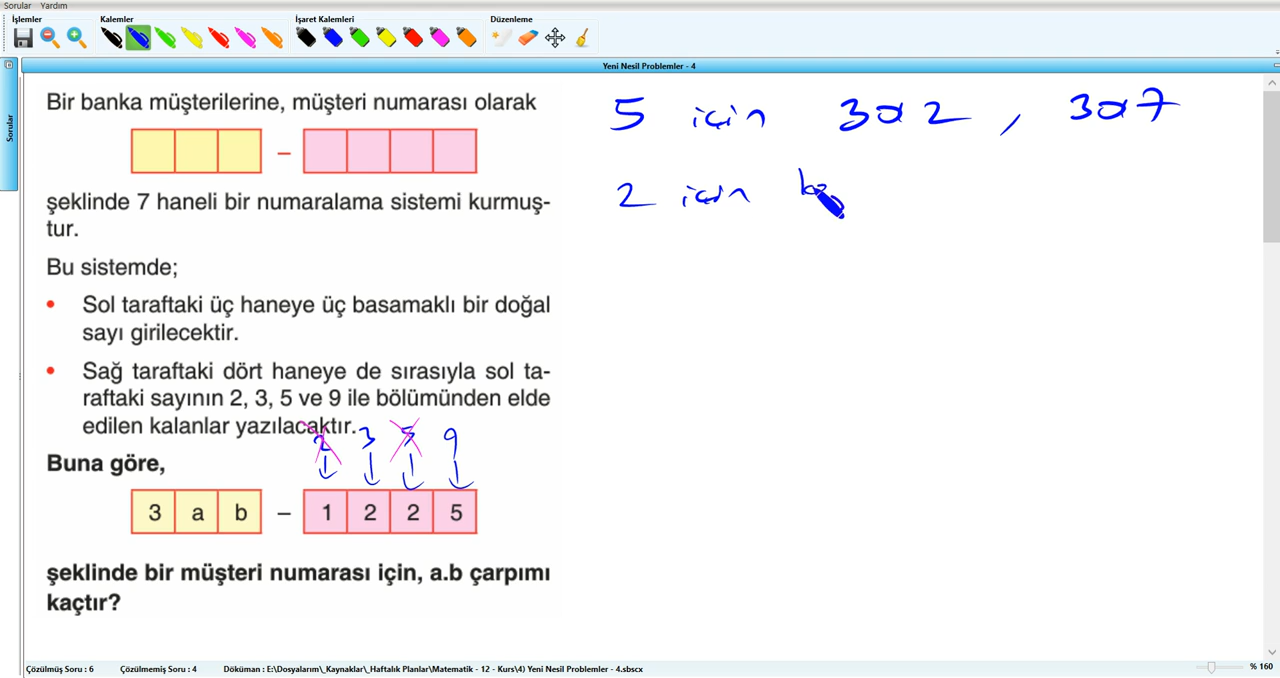 Sorular Yardım
İşlemler Kalemler İşaret Kalemleri Düzenleme
Yeni Nesil Problemler - 4
Sorular
Bir banka müşterilerine, müşteri numarası olarak
–
şeklinde 7 haneli bir numaralama sistemi kurmuş-
tur.
Bu sistemde;
• Sol taraftaki üç haneye üç basamaklı bir doğal
sayı girilecektir.
• Sağ taraftaki dört haneye de sırasıyla sol ta-
raftaki sayının 2, 3, 5 ve 9 ile bölümünden elde
edilen kalanlar yazılacaktır.
2 3 5 9
Buna göre,
3 a b – 1 2 2 5
şeklinde bir müşteri numarası için, a.b çarpımı
kaçtır?
5 için 3a2, 3a7
2 için
Çözülmüş Soru : 6 Çözülmemiş Soru : 4 Döküman : E:\Dosyalarım\_Kaynaklar\_Haftalık Planlar\Matematik - 12 - Kurs\4) Yeni Nesil Problemler - 4.sbscx % 160